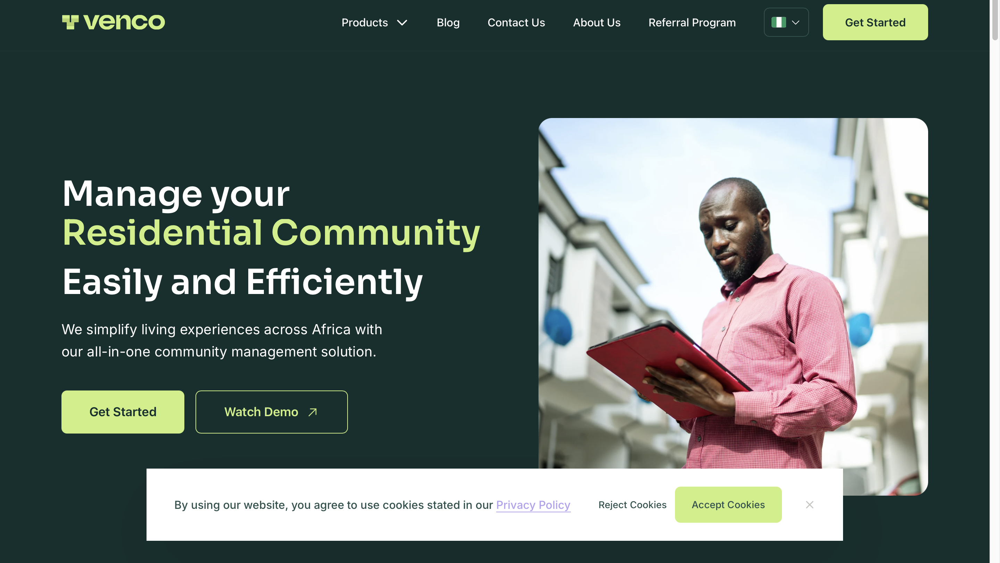 venco
Products
Blog
Contact Us
About Us
Referral Program
Get Started
Manage your
Residential Community
Easily and Efficiently
We simplify living experiences across Africa with
our all-in-one community management solution.
Get Started
Watch Demo
By using our website, you agree to use cookies stated in our Privacy Policy
Reject Cookies
Accept Cookies